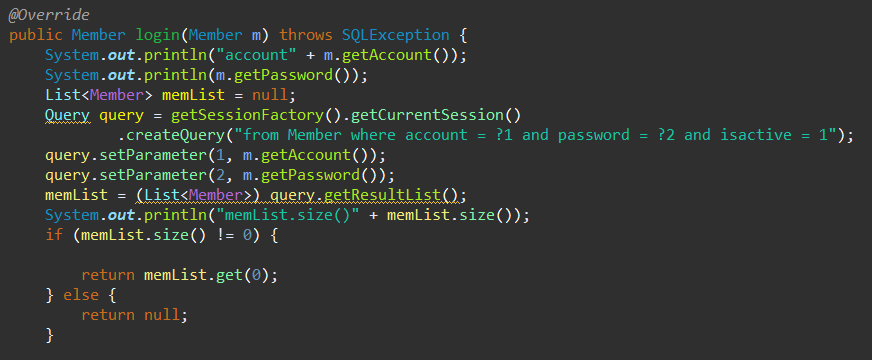 @Override
public Member login(Member m) throws SQLException {
    System.out.println("account" + m.getAccount());
    System.out.println(m.getPassword());
    List<Member> memList = null;
    Query query = getSessionFactory().getCurrentSession()
            .createQuery("from Member where account = ?1 and password = ?2 and isactive = 1");
    query.setParameter(1, m.getAccount());
    query.setParameter(2, m.getPassword());
    memList = (List<Member>) query.getResultList();
    System.out.println("memList.size()" + memList.size());
    if (memList.size() != 0) {
        return memList.get(0);
    } else {
        return null;
    }